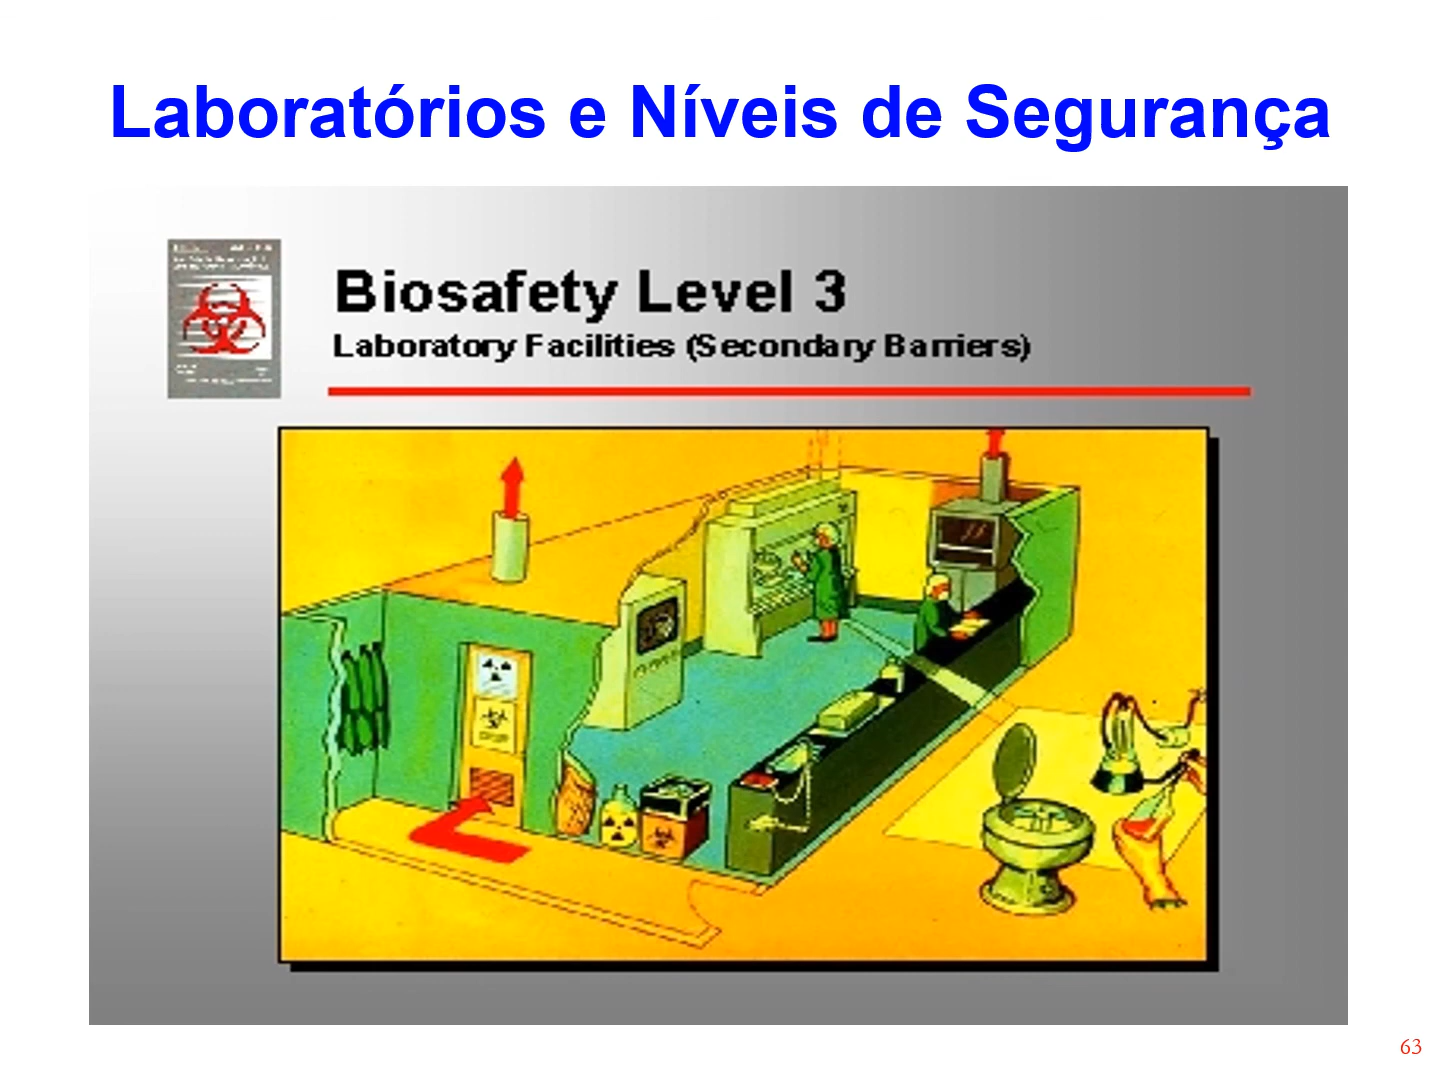 Laboratórios e Níveis de Segurança
Biosafety Level 3
Laboratory Facilities (Secondary Barriers)
63